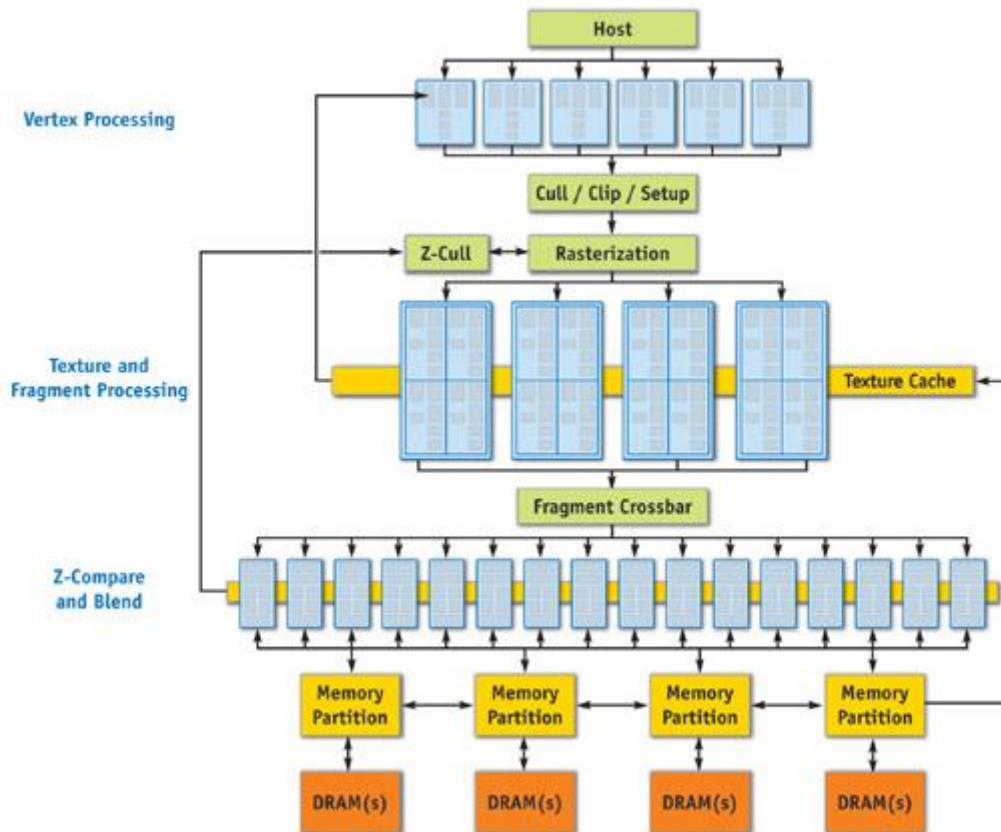 Host
Vertex Processing
Cull / Clip / Setup
Z-Cull
Rasterization
Texture and
Fragment Processing
Texture Cache
Fragment Crossbar
Z-Compare
and Blend
Memory
Partition
Memory
Partition
Memory
Partition
Memory
Partition
DRAM(s)
DRAM(s)
DRAM(s)
DRAM(s)